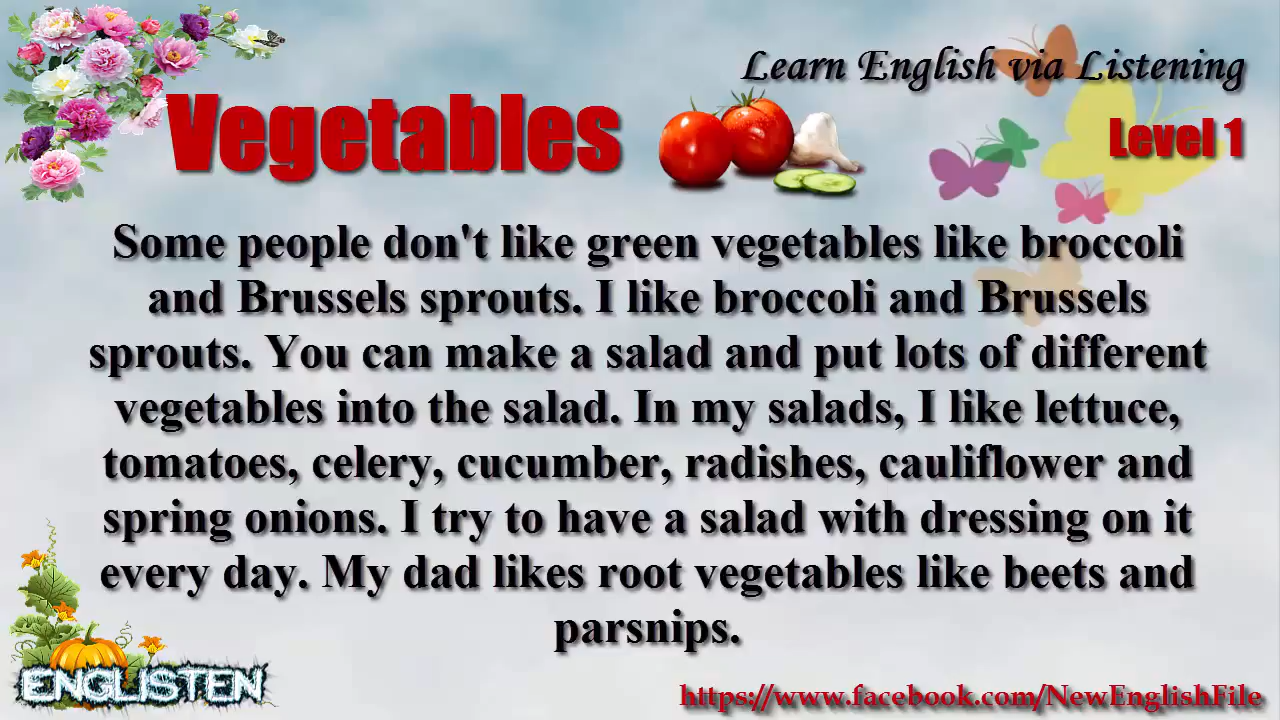 Learn English via Listening
Vegetables
Level 1
Some people don't like green vegetables like broccoli
and Brussels sprouts. I like broccoli and Brussels
sprouts. You can make a salad and put lots of different
vegetables into the salad. In my salads, I like lettuce,
tomatoes, celery, cucumber, radishes, cauliflower and
spring onions. I try to have a salad with dressing on it
every day. My dad likes root vegetables like beets and
parsnips.
ENGLISTEN
https://www.facebook.com/NewEnglishFile